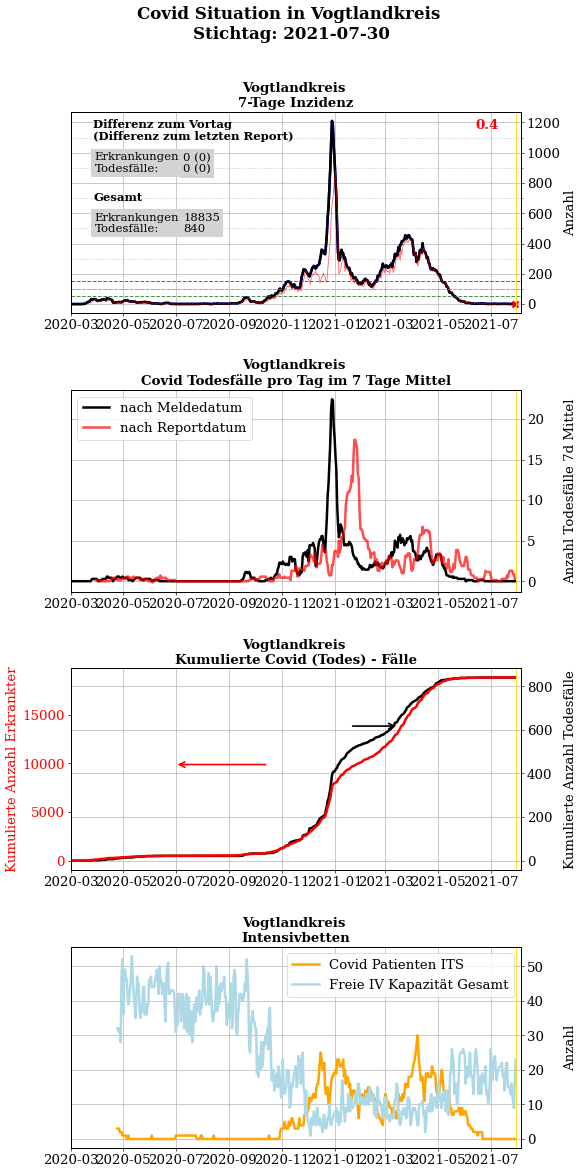 Covid Situation in Vogtlandkreis
Stichtag: 2021-07-30
Vogtlandkreis
7-Tage Inzidenz
Differenz zum Vortag
(Differenz zum letzten Report)
Erkrankungen 0 (0)
Todesfälle: 0 (0)
Gesamt
Erkrankungen 18835
Todesfälle: 840
0.4
1200
1000
800
600
400
200
0
Anzahl
2020-03 2020-05 2020-07 2020-09 2020-11 2021-01 2021-03 2021-05 2021-07
Vogtlandkreis
Covid Todesfälle pro Tag im 7 Tage Mittel
nach Meldedatum
nach Reportdatum
20
15
10
5
0
Anzahl Todesfälle 7d Mittel
2020-03 2020-05 2020-07 2020-09 2020-11 2021-01 2021-03 2021-05 2021-07
Vogtlandkreis
Kumulierte Covid (Todes) - Fälle
Kumulierte Anzahl Erkrankter
15000
10000
5000
0
800
600
400
200
0
Kumulierte Anzahl Todesfälle
2020-03 2020-05 2020-07 2020-09 2020-11 2021-01 2021-03 2021-05 2021-07
Vogtlandkreis
Intensivbetten
Covid Patienten ITS
Freie IV Kapazität Gesamt
50
40
30
20
10
0
Anzahl
2020-03 2020-05 2020-07 2020-09 2020-11 2021-01 2021-03 2021-05 2021-07